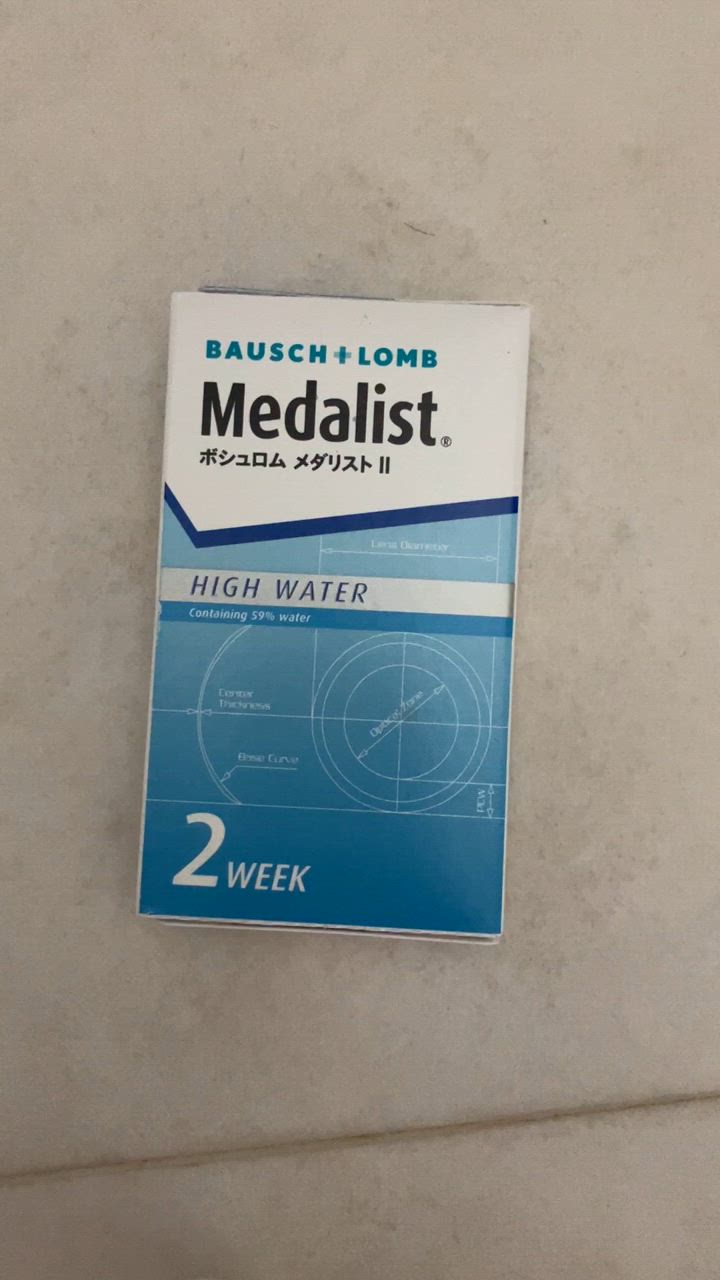 BAUSCH + LOMB
Medalist®
ボシュロム メダリスト II
Lens Diameter
HIGH WATER
Containing 59% water
Center
Thickness
Optical Zone
Base Curve
PCW
2 WEEK